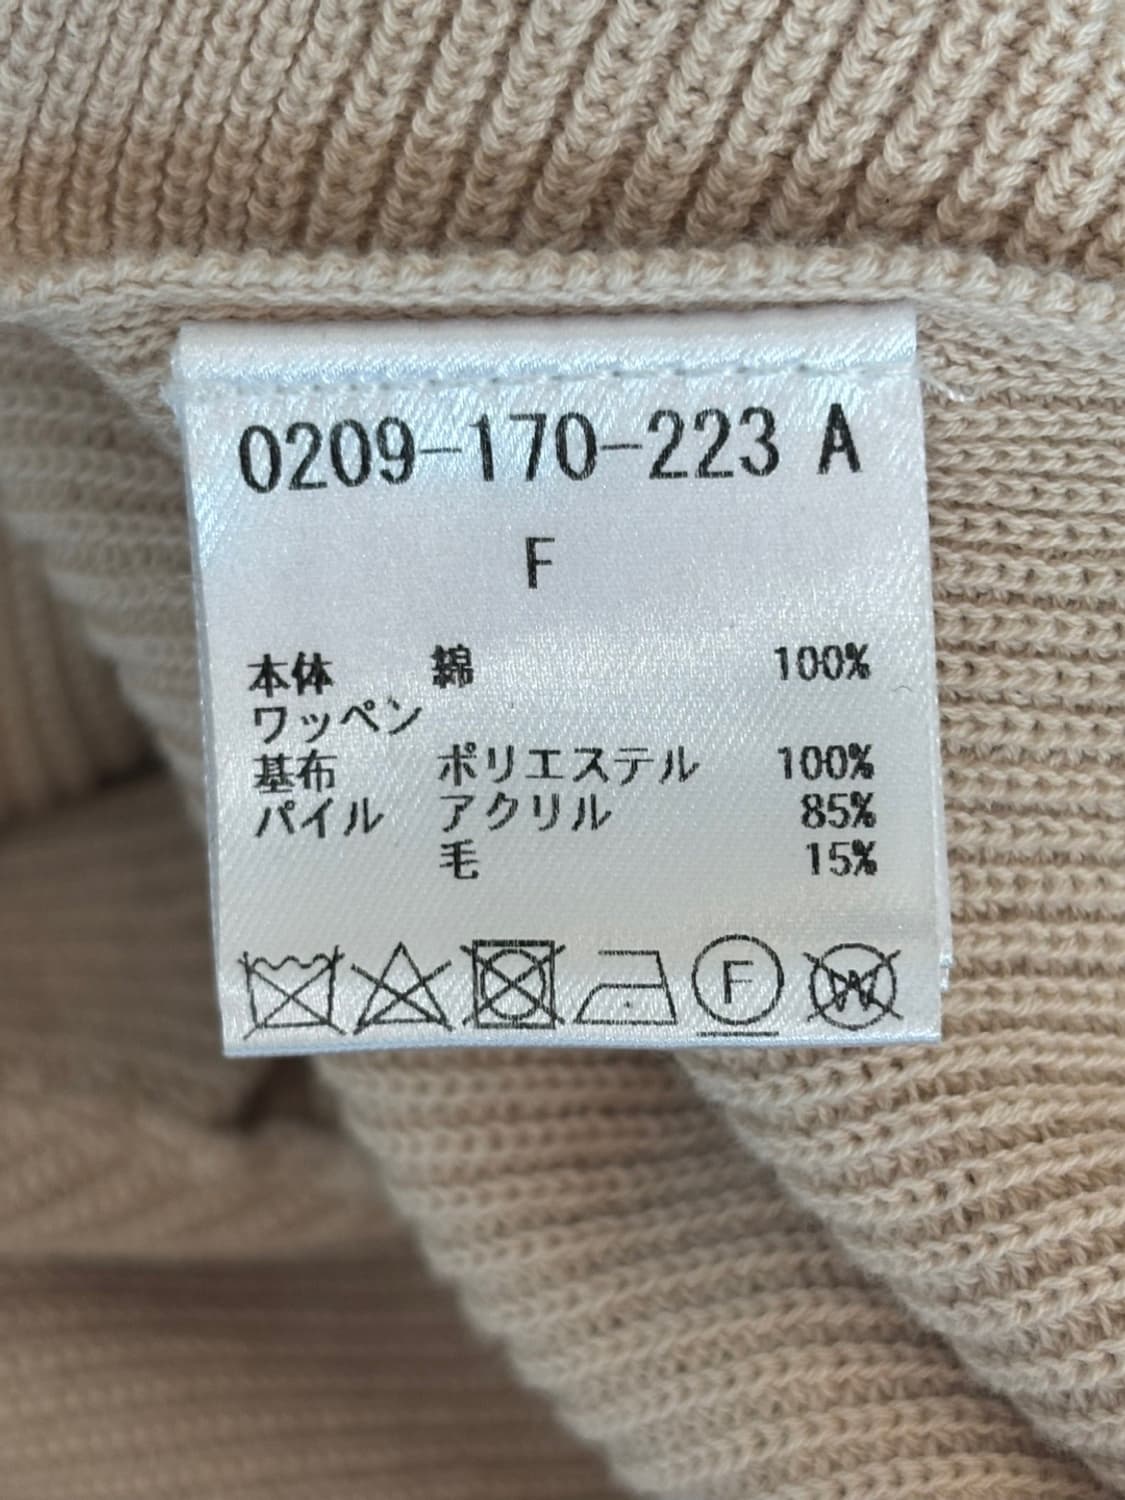 0209-170-223 A
F
本体 綿 100%
ワッペン
基布 ポリエステル 100%
パイル アクリル 85%
毛 15%
F W